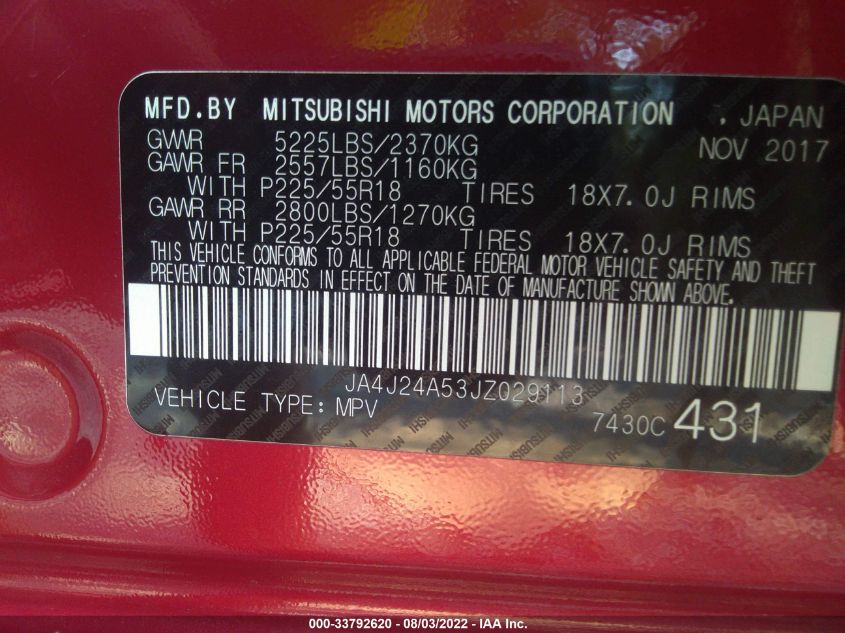 MFD.BY MITSUBISHI MOTORS CORPORATION . JAPAN
GVWR 5225LBS/2370KG NOV 2017
GAWR FR 2557LBS/1160KG
WITH P225/55R18 TIRES 18X7.0J RIMS
GAWR RR 2800LBS/1270KG
WITH P225/55R18 TIRES 18X7.0J RIMS
THIS VEHICLE CONFORMS TO ALL APPLICABLE FEDERAL MOTOR VEHICLE SAFETY AND THEFT
PREVENTION STANDARDS IN EFFECT ON THE DATE OF MANUFACTURE SHOWN ABOVE.
JA4J24A53JZ029113
VEHICLE TYPE: MPV 7430C 431
000-33792620 - 08/03/2022 - IAA Inc.